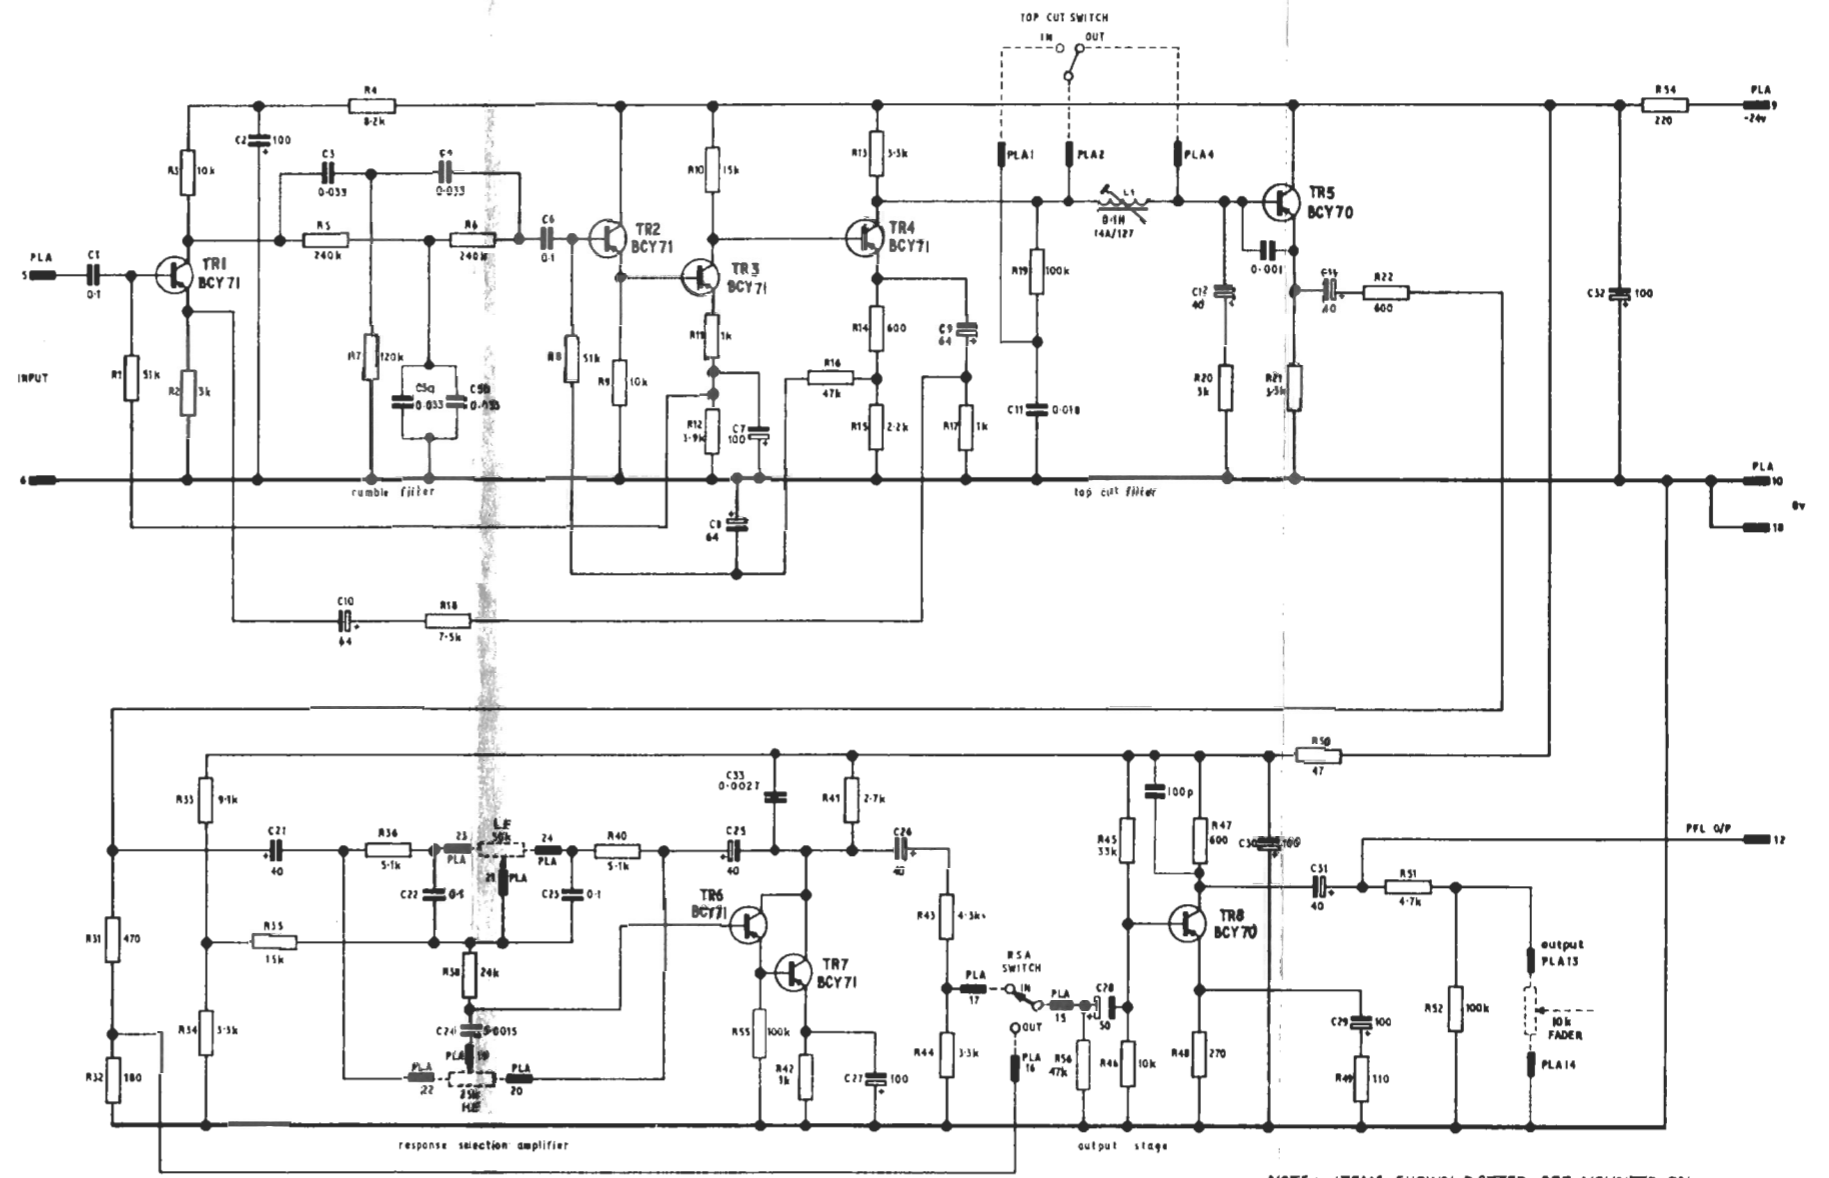 TOP CUT SWITCH
IN
OUT
R4
8·2k
R54
220
PLA
9
-24v
C2
100
R3
10k
C3
0·033
0·033
R10
15k
R13
3·3k
PLA1
PLA2
PLA4
L1
0·1H
14A/127
TR5
BCY70
R5
240k
R6
240k
C6
0·1
TR2
BCY71
TR4
BCY71
PLA
5
C1
0·1
TR1
BCY71
TR3
BCY71
R19
100k
0·001
C12
40
C14
40
R22
600
C32
100
INPUT
R1
51k
R2
3k
R7
120k
C5a
0·033
C5b
0·033
R8
51k
R9
10k
1k
R16
47k
R14
600
C9
64
R20
3k
R21
R12
3·9k
C7
100
R15
2·2k
R17
1k
C11
0·018
6
rumble filter
top cut filter
PLA
10
0v
18
C8
64
C10
64
R18
7·5k
R50
47
R33
9·1k
C33
0·0027
R41
2·7k
100p
R45
33k
R47
600
C30
100
PFL O/P
12
C21
40
R36
5·1k
23
PLA
LF
50k
24
PLA
R40
5·1k
C25
40
C26
40
C22
0·1
21
PLA
0·1
TR6
BCY71
R43
4·3k
TR8
BCY70
C31
40
R51
4·7k
R31
470
R35
15k
R38
24k
TR7
BCY71
RSA
SWITCH
IN
PLA
17
PLA
15
C28
50
output
PLA13
R34
3·3k
0·0015
R55
100k
OUT
C29
100
R52
100k
10k
FADER
R32
180
PLA
22
25k
HF
PLA
20
R42
1k
C27
100
R44
3·3k
PLA
16
R56
47k
R46
10k
R48
270
R49
110
PLA14
response selection amplifier
output stage